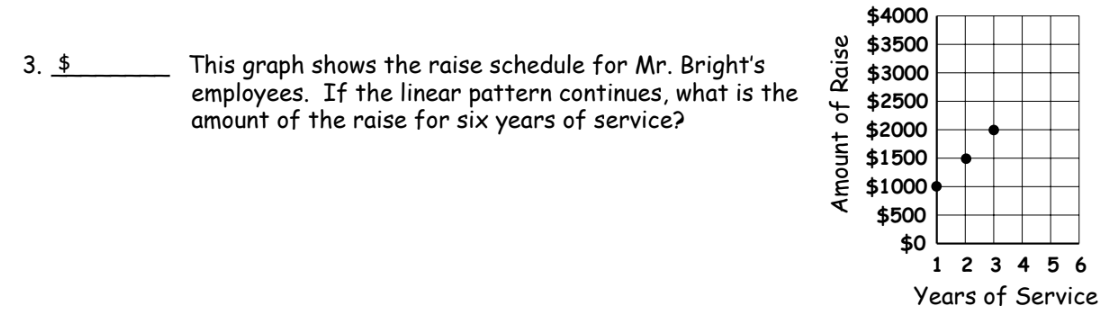 3. $________ This graph shows the raise schedule for Mr. Bright's
employees. If the linear pattern continues, what is the
amount of the raise for six years of service?
Amount of Raise
$4000
$3500
$3000
$2500
$2000
$1500
$1000
$500
$0
1 2 3 4 5 6
Years of Service